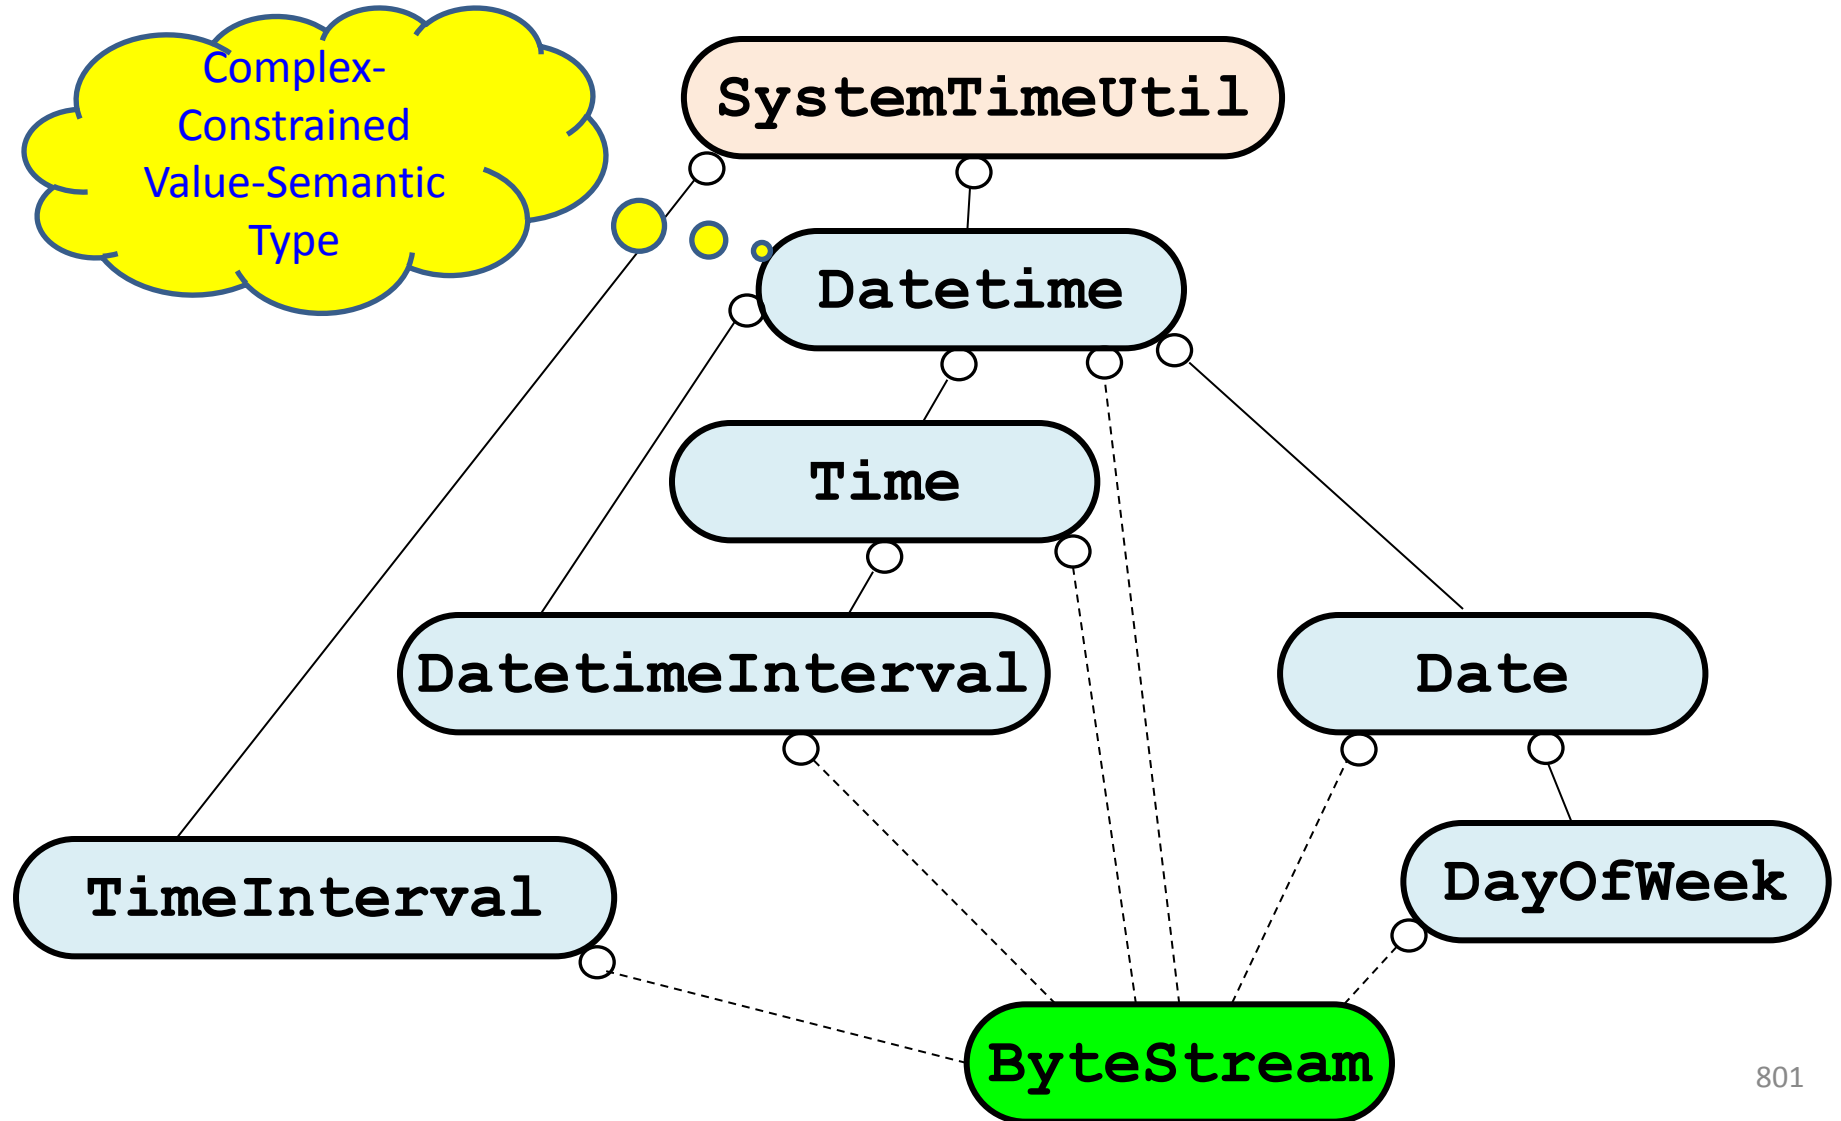 Complex-
Constrained
Value-Semantic
Type
SystemTimeUtil
Datetime
Time
DatetimeInterval
Date
TimeInterval
DayOfWeek
ByteStream
801